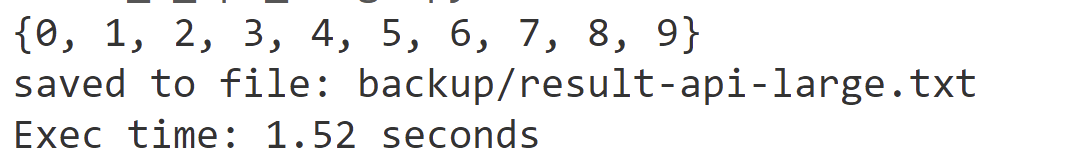 {0, 1, 2, 3, 4, 5, 6, 7, 8, 9}
saved to file: backup/result-api-large.txt
Exec time: 1.52 seconds